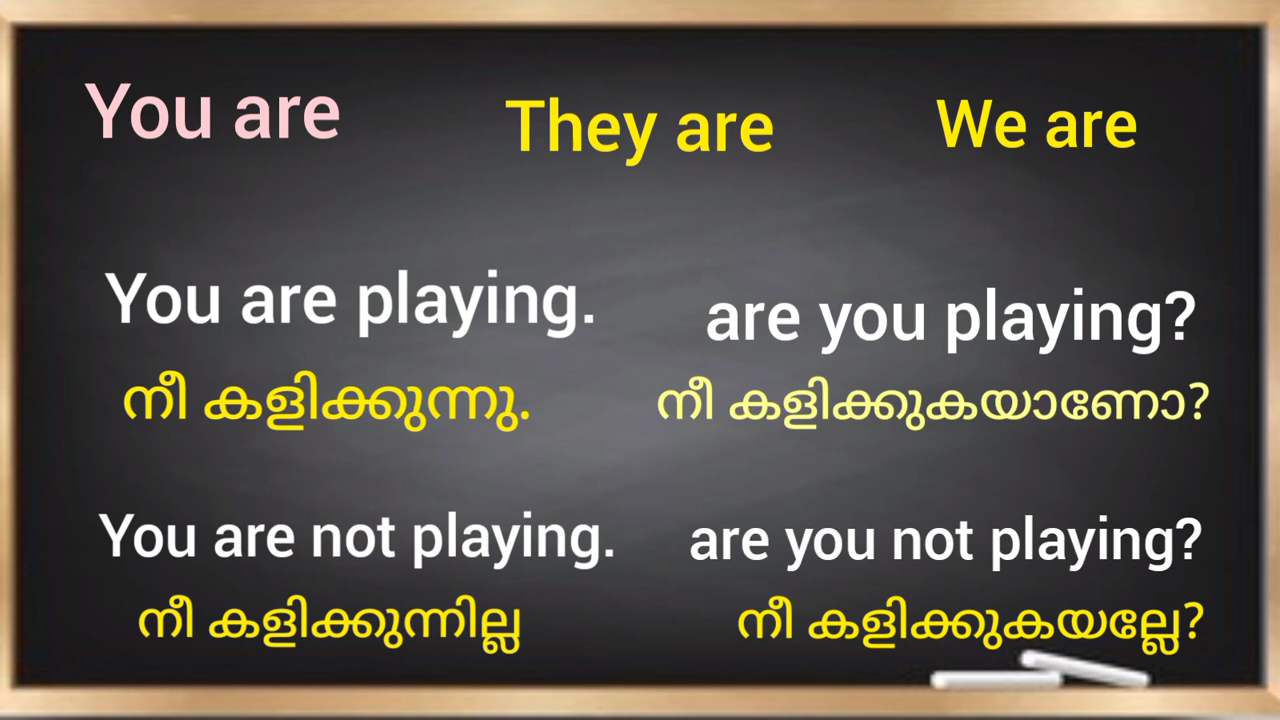 You are
They are
We are
You are playing.
are you playing?
നീ കളിക്കുന്നു.
നീ കളിക്കുകയാണോ?
You are not playing.
are you not playing?
നീ കളിക്കുന്നില്ല
നീ കളിക്കുകയല്ലേ?